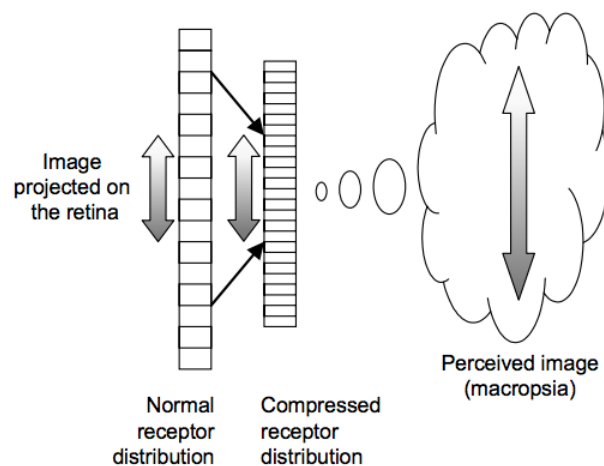 Image
projected on
the retina
Perceived image
(macropsia)
Normal
receptor
distribution
Compressed
receptor
distribution